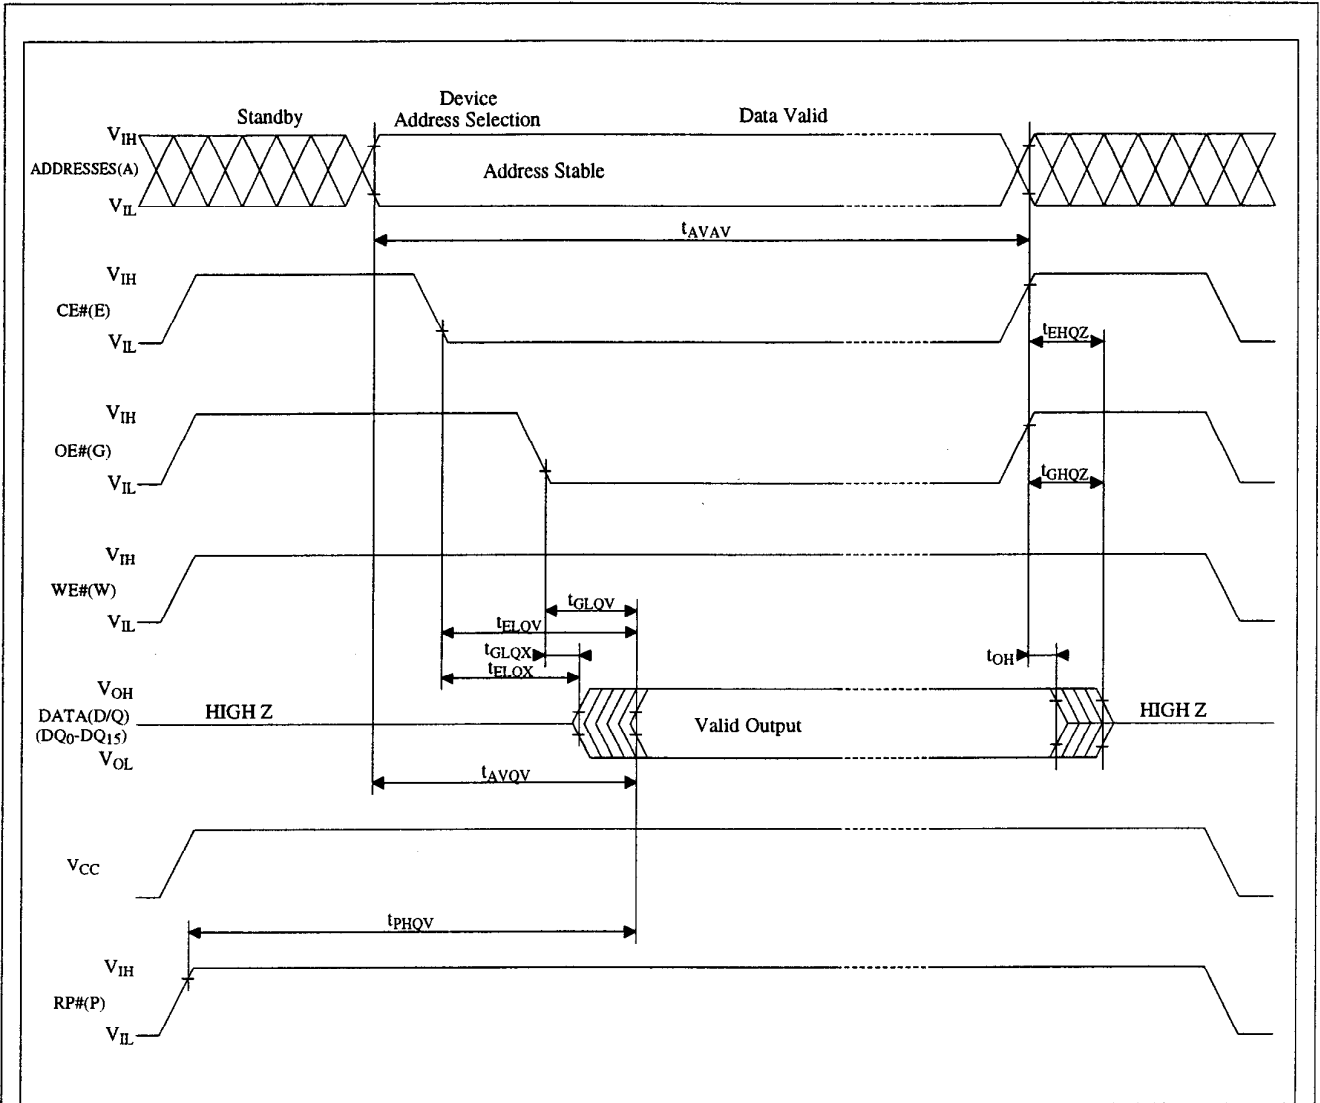 Standby
Device
Address Selection
Data Valid
VIH
ADDRESSES(A)
VIL
Address Stable
tAVAV
VIH
CE#(E)
VIL
tEHQZ
VIH
OE#(G)
VIL
tGHQZ
VIH
WE#(W)
VIL
tGLQV
tELQV
tGLQX
tELQX
tOH
VOH
DATA(D/Q)
(DQ0-DQ15)
VOL
HIGH Z
Valid Output
HIGH Z
tAVQV
VCC
tPHQV
VIH
RP#(P)
VIL